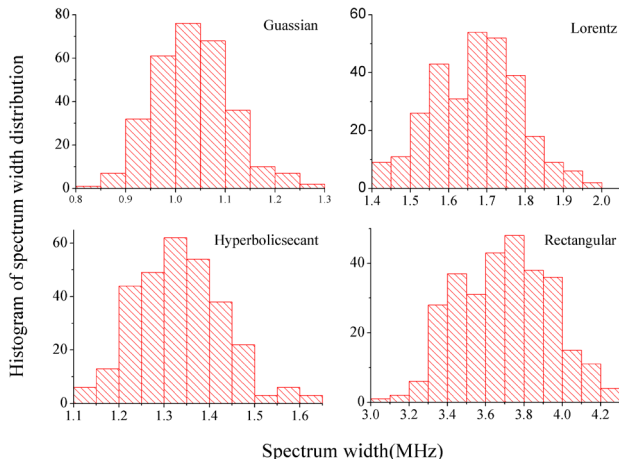 Histogram of spectrum width distribution
Guassian
80
60
40
20
0
0.8 0.9 1.0 1.1 1.2 1.3
Lorentz
60
40
20
0
1.4 1.5 1.6 1.7 1.8 1.9 2.0
Hyperbolicsecant
60
40
20
0
1.1 1.2 1.3 1.4 1.5 1.6
Rectangular
40
20
0
3.0 3.2 3.4 3.6 3.8 4.0 4.2
Spectrum width(MHz)